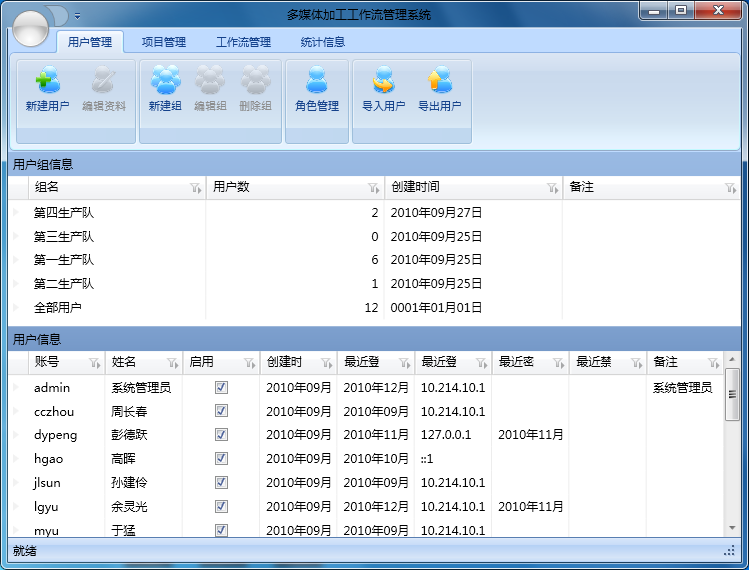 多媒体加工工作流管理系统
用户管理 项目管理 工作流管理 统计信息
新建用户 编辑资料 新建组 编辑组 删除组 角色管理 导入用户 导出用户
用户组信息
组名 用户数 创建时间 备注
第四生产队 2 2010年09月27日
第三生产队 0 2010年09月25日
第一生产队 6 2010年09月25日
第二生产队 1 2010年09月25日
全部用户 12 0001年01月01日
用户信息
账号 姓名 启用 创建时 最近登 最近登 最近密 最近禁 备注
admin 系统管理员 2010年09月 2010年12月 10.214.10.1 系统管理员
cczhou 周长春 2010年09月 2010年09月 10.214.10.1
dypeng 彭德跃 2010年09月 2010年11月 127.0.0.1 2010年11月
hgao 高晖 2010年09月 2010年10月 ::1
jlsun 孙建伶 2010年09月 2010年09月 10.214.10.1
lgyu 余灵光 2010年09月 2010年12月 10.214.10.1 2010年11月
myu 于猛 2010年09月 2010年09月 10.214.10.1
就绪